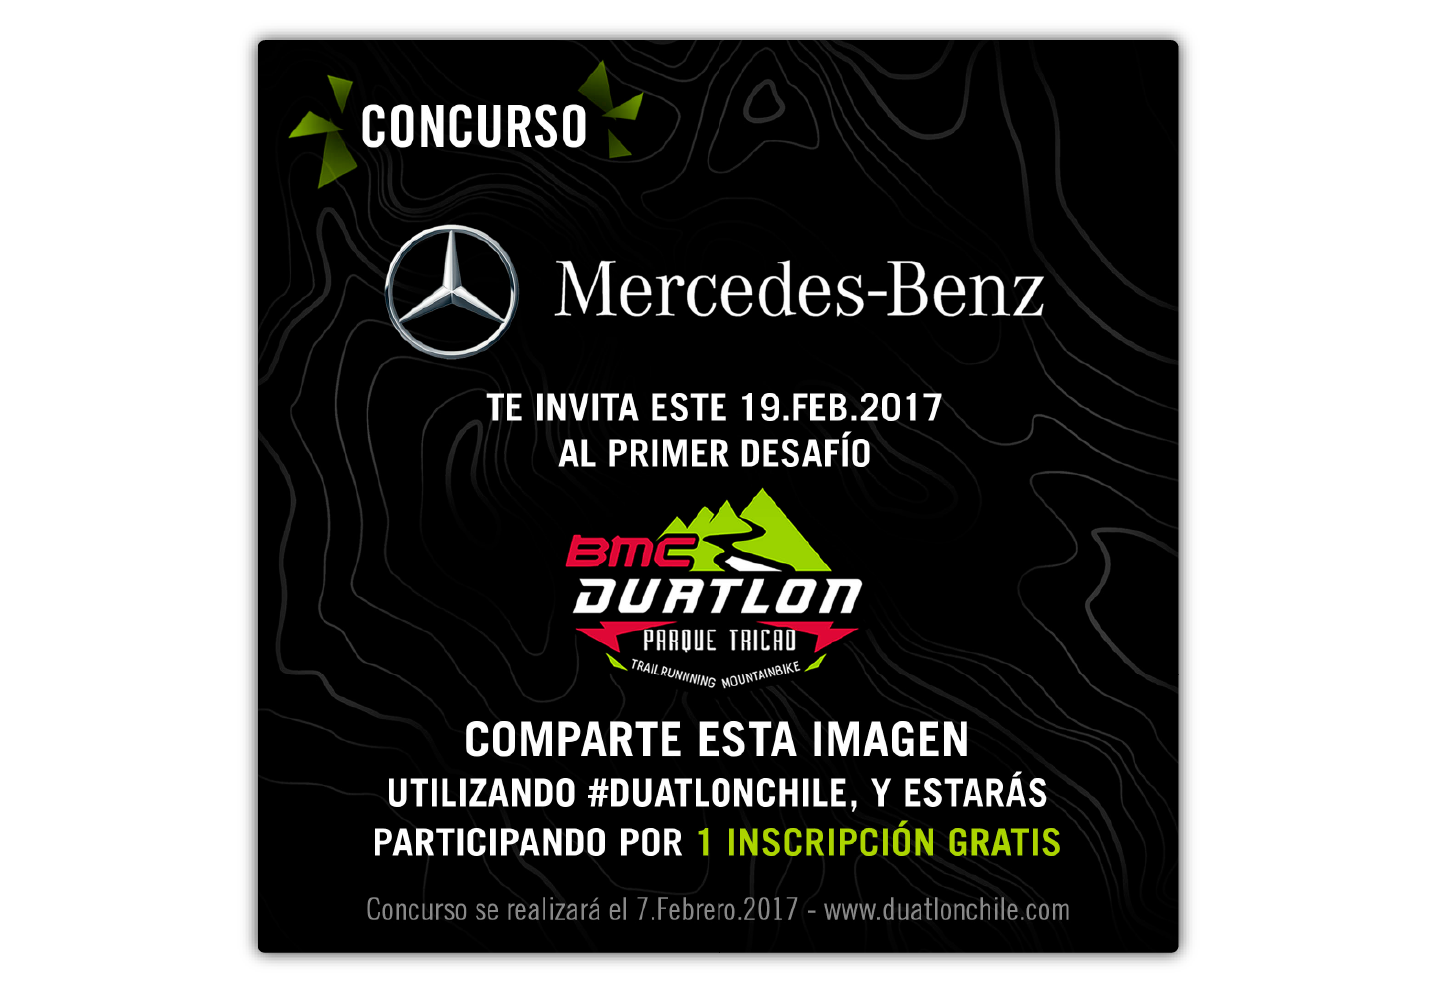 CONCURSO
Mercedes-Benz
TE INVITA ESTE 19.FEB.2017
AL PRIMER DESAFÍO
BMC
DUATLON
PARQUE TRICAO
TRAILRUNNNING MOUNTAINBIKE
COMPARTE ESTA IMAGEN
UTILIZANDO #DUATLONCHILE, Y ESTARÁS
PARTICIPANDO POR 1 INSCRIPCIÓN GRATIS
Concurso se realizará el 7.Febrero.2017 - www.duatlonchile.com